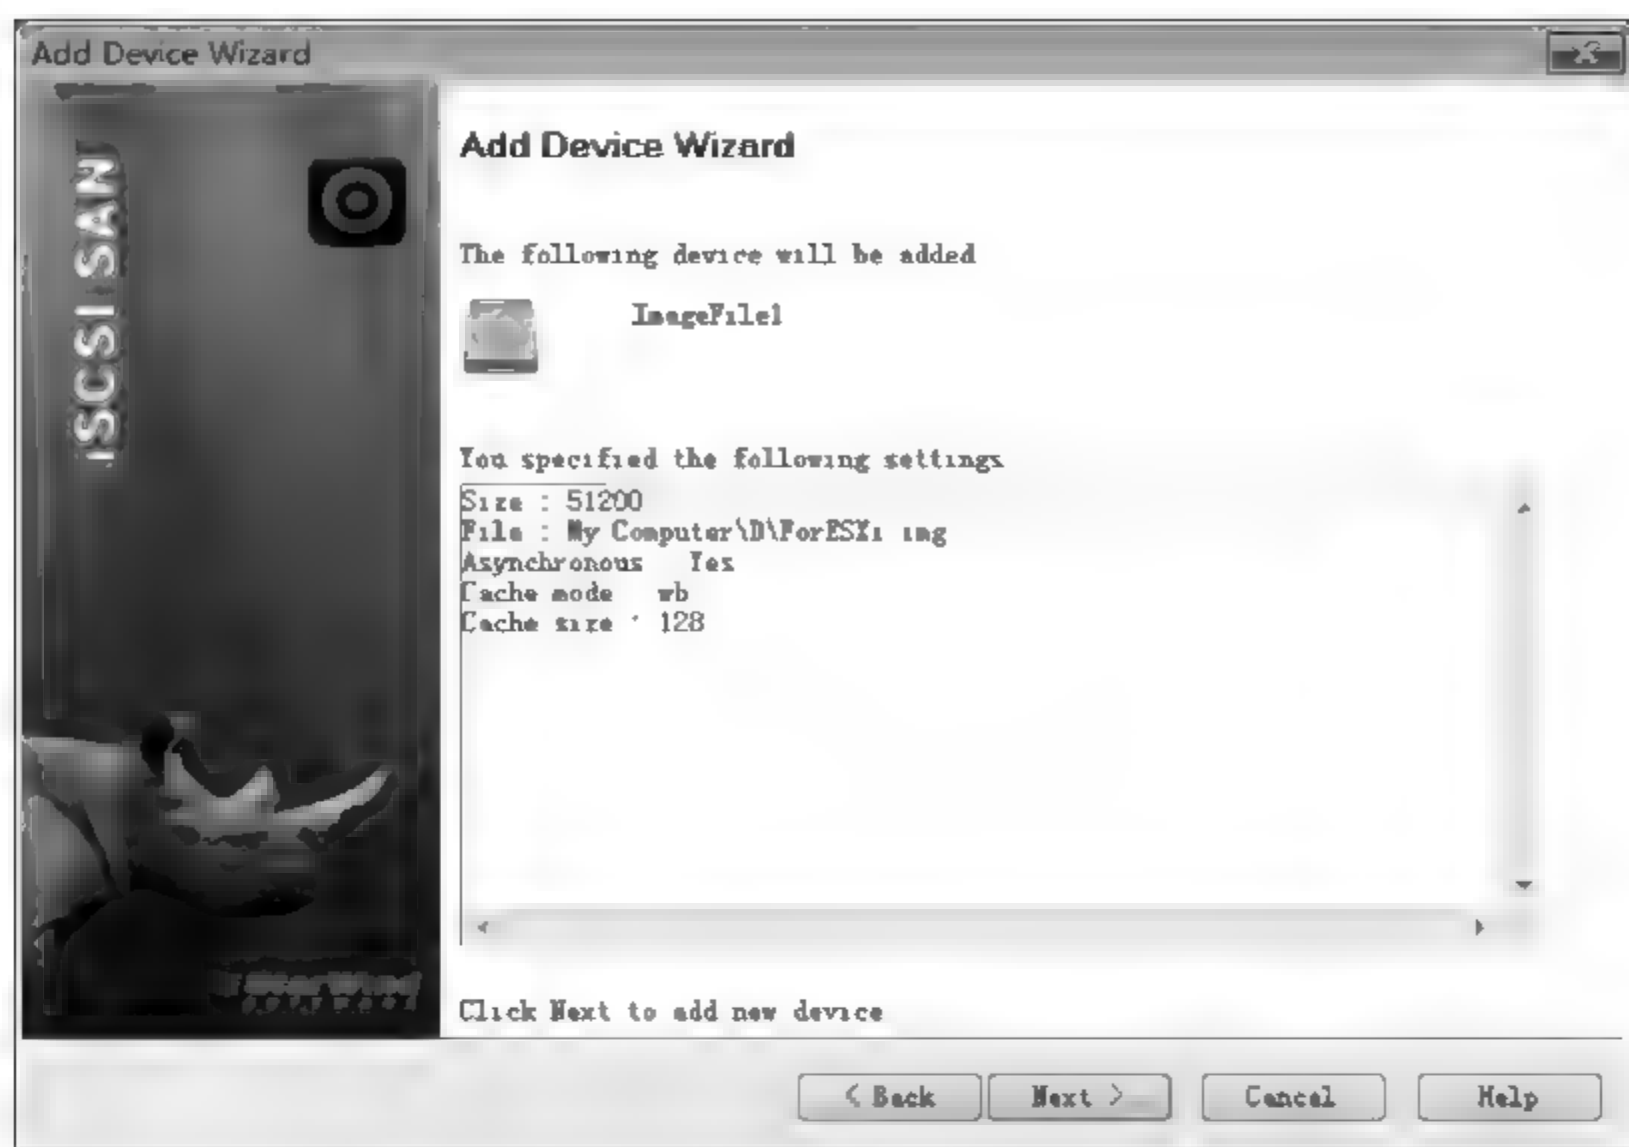 Add Device Wizard
iSCSI SAN
Add Device Wizard
The following device will be added
ImageFile1
You specified the following settings
Size : 51200
File : My Computer\D\ForESXi img
Asynchronous Yes
Cache mode wb
Cache size : 128
Click Next to add new device
< Back Next > Cancel Help